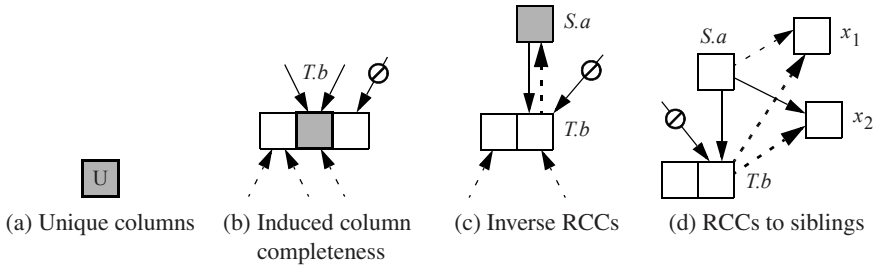 S.a
T.b
T.b
U
S.a
x1
x2
T.b
(a) Unique columns
(b) Induced column
completeness
(c) Inverse RCCs
(d) RCCs to siblings